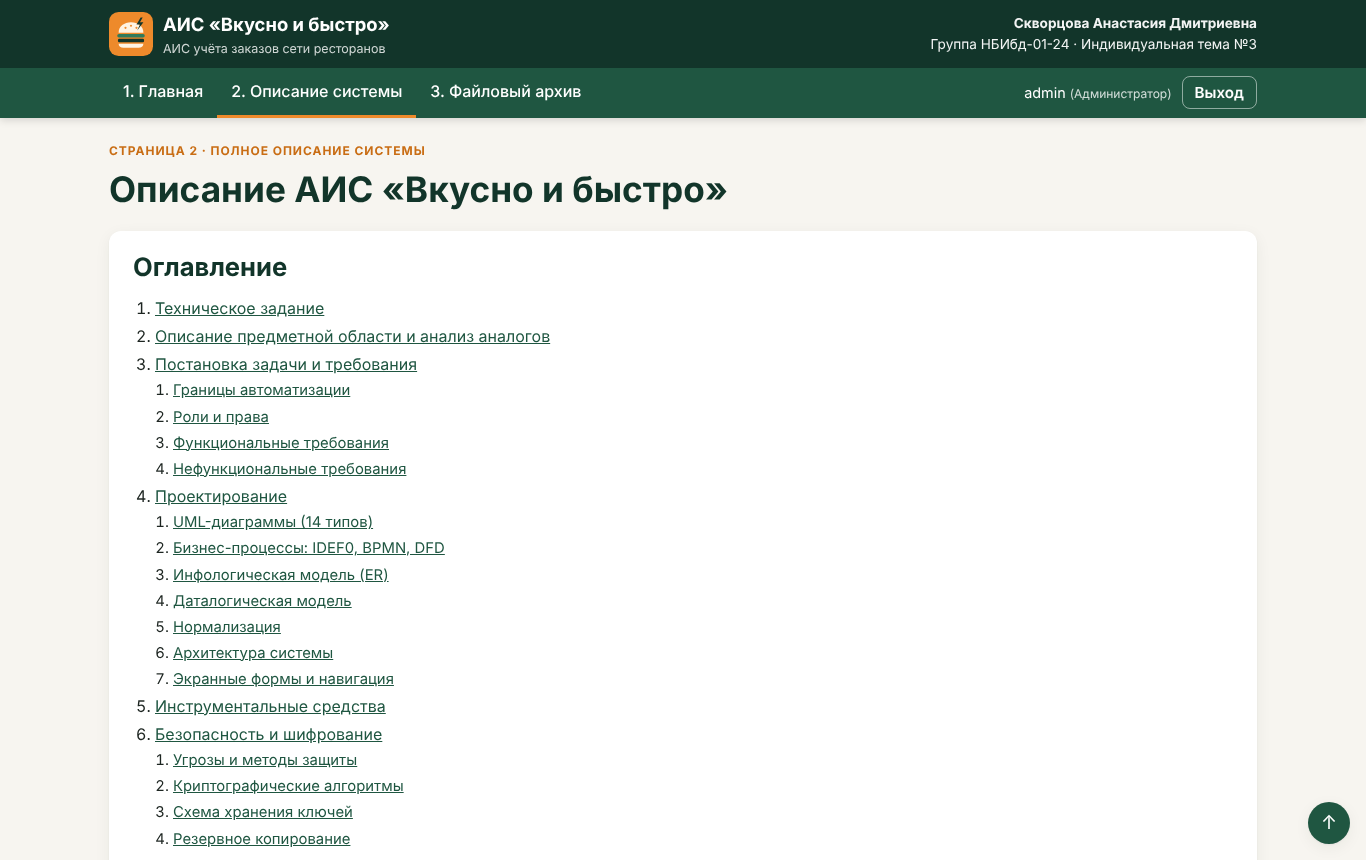 АИС «Вкусно и быстро»
АИС учёта заказов сети ресторанов
Скворцова Анастасия Дмитриевна
Группа НБИбд-01-24 · Индивидуальная тема №3
1. Главная
2. Описание системы
3. Файловый архив
admin (Администратор)
Выход
СТРАНИЦА 2 · ПОЛНОЕ ОПИСАНИЕ СИСТЕМЫ
Описание АИС «Вкусно и быстро»
Оглавление
1. Техническое задание
2. Описание предметной области и анализ аналогов
3. Постановка задачи и требования
1. Границы автоматизации
2. Роли и права
3. Функциональные требования
4. Нефункциональные требования
4. Проектирование
1. UML-диаграммы (14 типов)
2. Бизнес-процессы: IDEF0, BPMN, DFD
3. Инфологическая модель (ER)
4. Даталогическая модель
5. Нормализация
6. Архитектура системы
7. Экранные формы и навигация
5. Инструментальные средства
6. Безопасность и шифрование
1. Угрозы и методы защиты
2. Криптографические алгоритмы
3. Схема хранения ключей
4. Резервное копирование